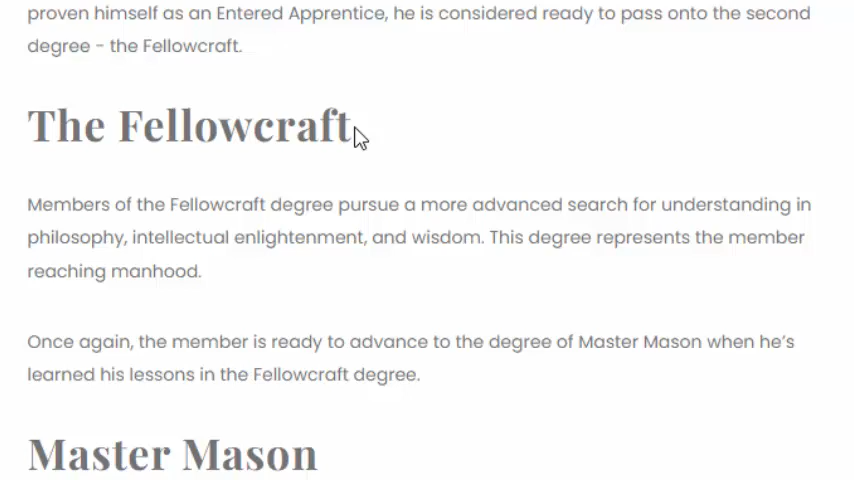 proven himself as an Entered Apprentice, he is considered ready to pass onto the second
degree - the Fellowcraft.
The Fellowcraft
Members of the Fellowcraft degree pursue a more advanced search for understanding in
philosophy, intellectual enlightenment, and wisdom. This degree represents the member
reaching manhood.
Once again, the member is ready to advance to the degree of Master Mason when he's
learned his lessons in the Fellowcraft degree.
Master Mason